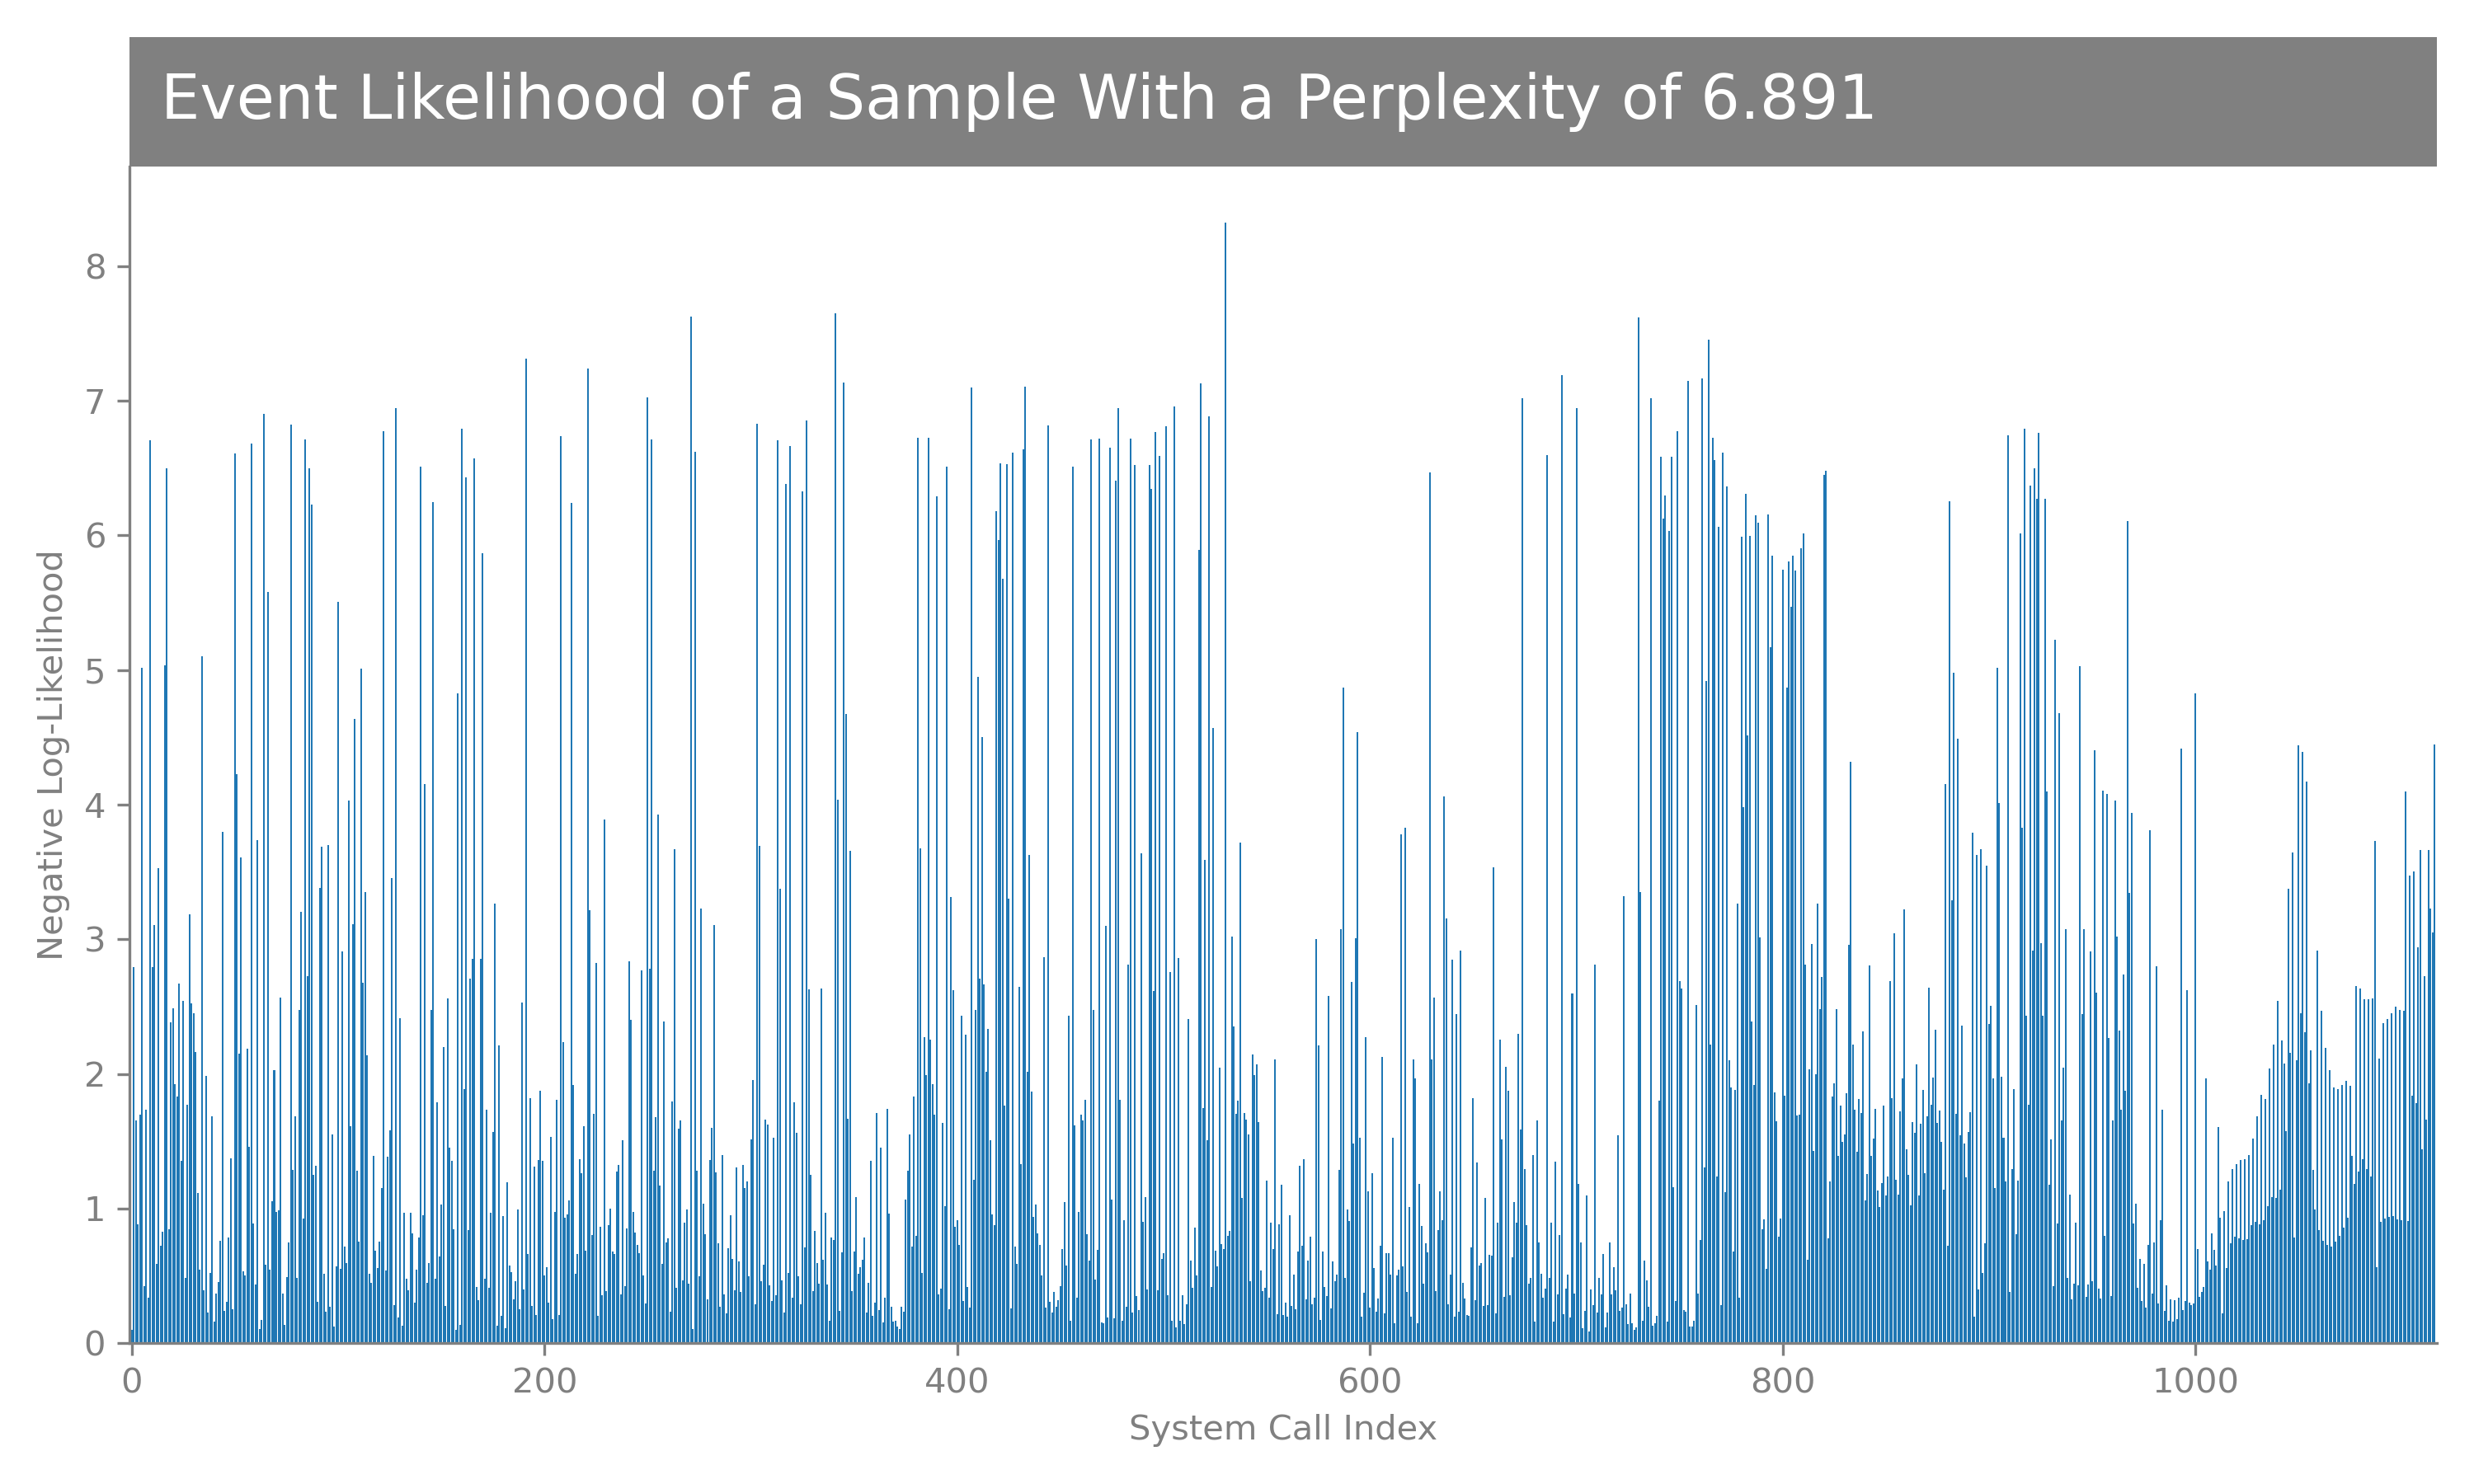 Event Likelihood of a Sample With a Perplexity of 6.891
8
7
6
5
4
3
2
1
0
Negative Log-Likelihood
0 200 400 600 800 1000
System Call Index